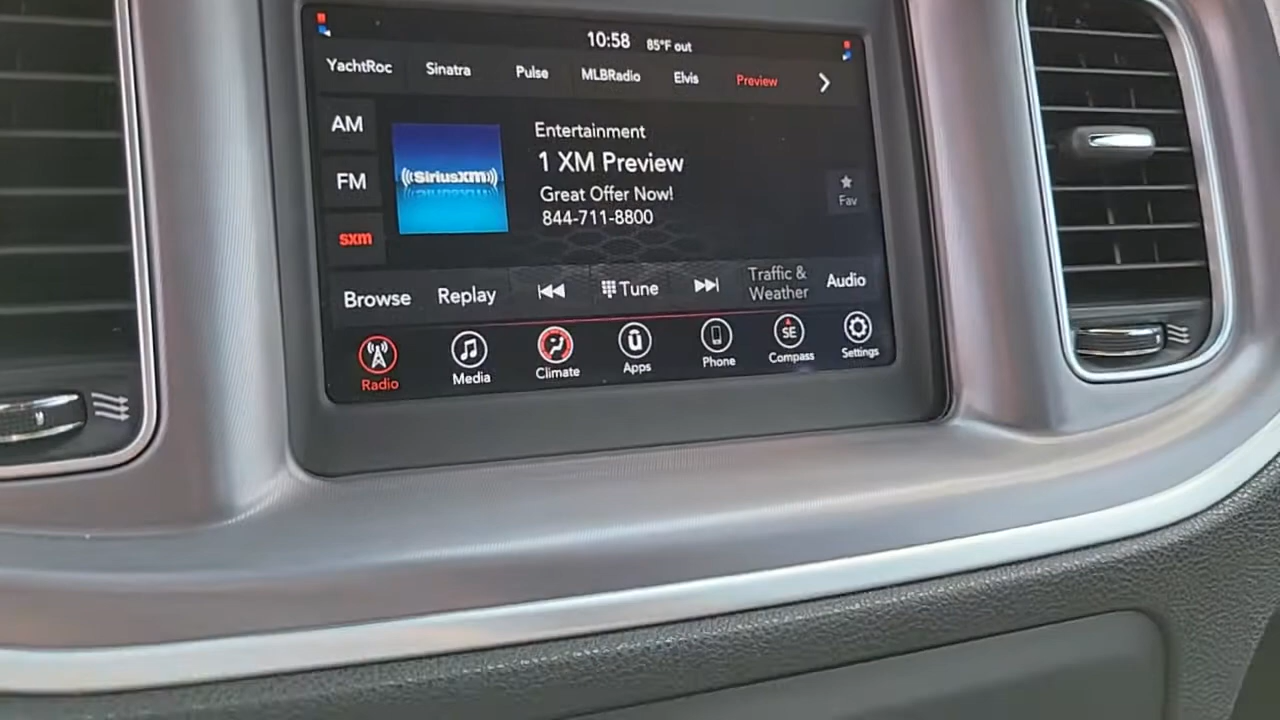 10:58 85°F out
YachtRoc Sinatra Pulse MLBRadio Elvis Preview
AM
FM
sxm
((SiriusXM))
Entertainment
1 XM Preview
Great Offer Now!
844-711-8800
Fav
Browse Replay Tune Traffic & Weather Audio
Radio Media Climate Apps Phone SE Compass Settings